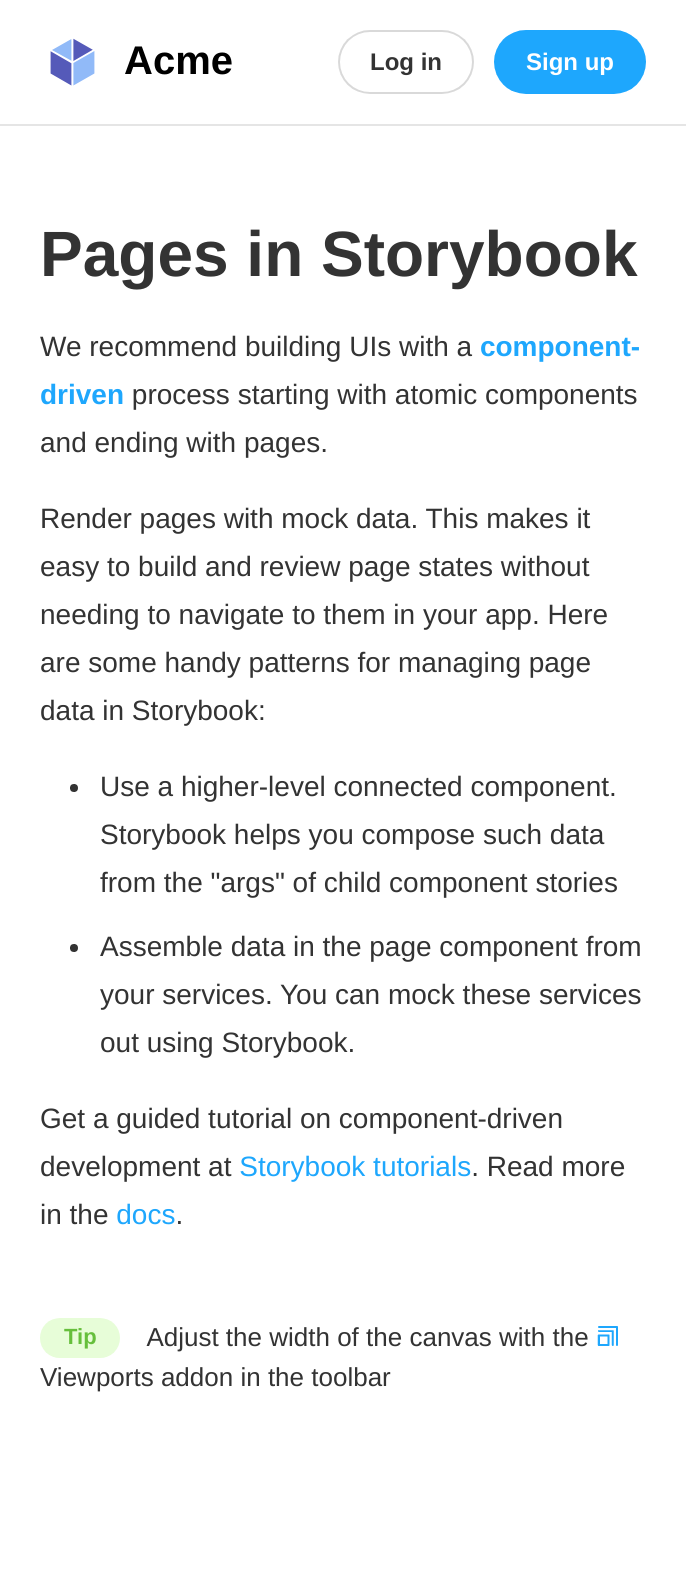 Acme
Log in
Sign up
Pages in Storybook
We recommend building UIs with a component-
driven process starting with atomic components
and ending with pages.
Render pages with mock data. This makes it
easy to build and review page states without
needing to navigate to them in your app. Here
are some handy patterns for managing page
data in Storybook:
• Use a higher-level connected component.
Storybook helps you compose such data
from the "args" of child component stories
• Assemble data in the page component from
your services. You can mock these services
out using Storybook.
Get a guided tutorial on component-driven
development at Storybook tutorials. Read more
in the docs.
Tip Adjust the width of the canvas with the
Viewports addon in the toolbar